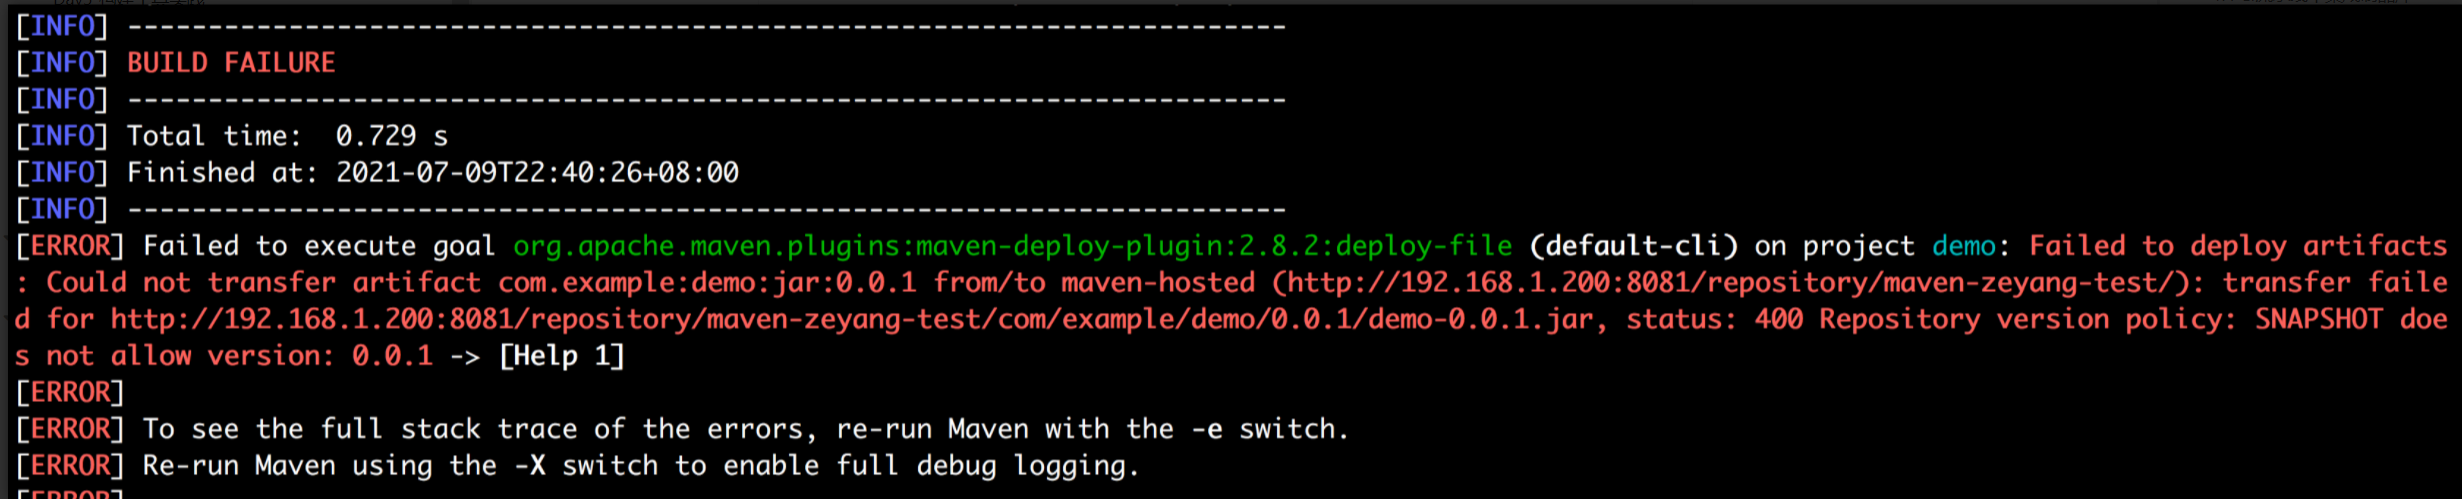 [INFO] ------------------------------------------------------------------------
[INFO] BUILD FAILURE
[INFO] ------------------------------------------------------------------------
[INFO] Total time:  0.729 s
[INFO] Finished at: 2021-07-09T22:40:26+08:00
[INFO] ------------------------------------------------------------------------
[ERROR] Failed to execute goal org.apache.maven.plugins:maven-deploy-plugin:2.8.2:deploy-file (default-cli) on project demo: Failed to deploy artifacts
: Could not transfer artifact com.example:demo:jar:0.0.1 from/to maven-hosted (http://192.168.1.200:8081/repository/maven-zeyang-test/): transfer faile
d for http://192.168.1.200:8081/repository/maven-zeyang-test/com/example/demo/0.0.1/demo-0.0.1.jar, status: 400 Repository version policy: SNAPSHOT doe
s not allow version: 0.0.1 -> [Help 1]
[ERROR]
[ERROR] To see the full stack trace of the errors, re-run Maven with the -e switch.
[ERROR] Re-run Maven using the -X switch to enable full debug logging.
[ERROR]